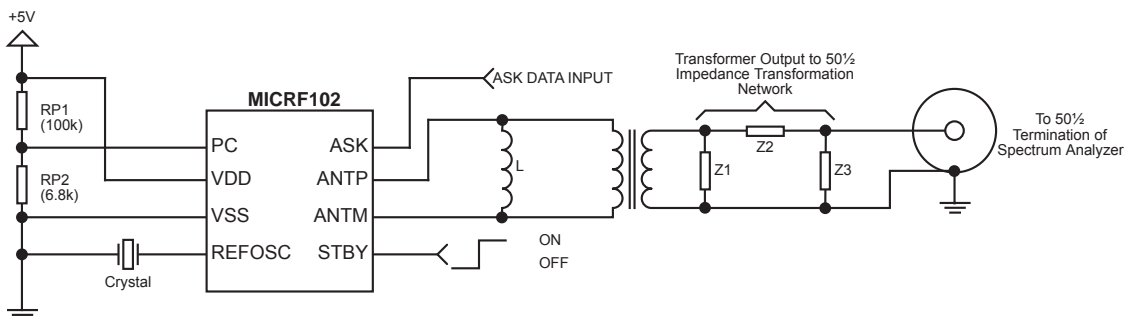 +5V
RP1
(100k)
RP2
(6.8k)
Crystal
MICRF102
PC
VDD
VSS
REFOSC
ASK
ANTP
ANTM
STBY
ASK DATA INPUT
L
ON
OFF
Transformer Output to 50½
Impedance Transformation
Network
Z1
Z2
Z3
To 50½
Termination of
Spectrum Analyzer